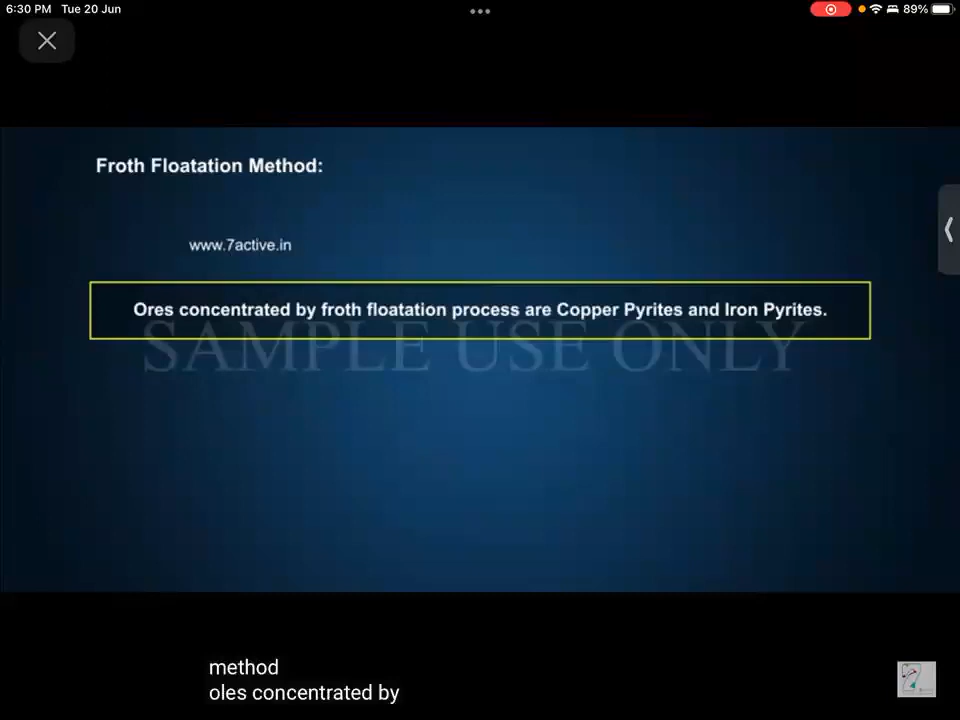 6:30 PM Tue 20 Jun
89%
Froth Floatation Method:
www.7active.in
Ores concentrated by froth floatation process are Copper Pyrites and Iron Pyrites.
SAMPLE USE ONLY
method
oles concentrated by